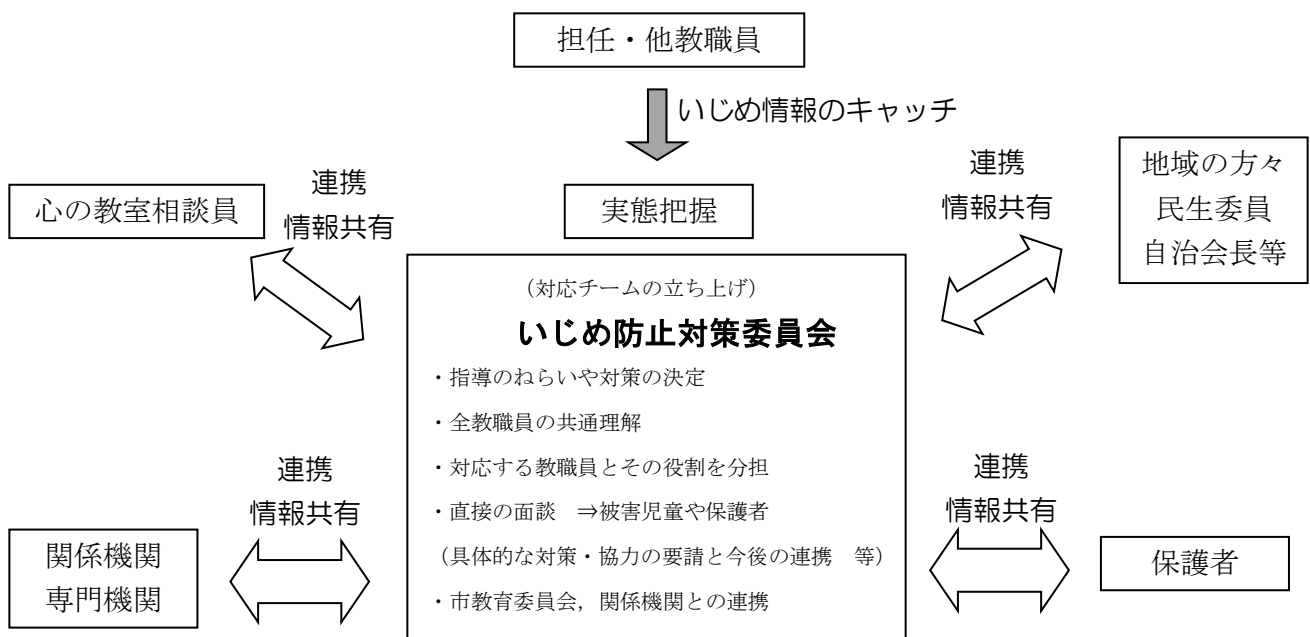 担任・他教職員
いじめ情報のキャッチ
連携
情報共有
心の教室相談員
実態把握
連携
情報共有
地域の方々
民生委員
自治会長等
(対応チームの立ち上げ)
いじめ防止対策委員会
・指導のねらいや対策の決定
・全教職員の共通理解
・対応する教職員とその役割を分担
・直接の面談　⇒被害児童や保護者
(具体的な対策・協力の要請と今後の連携　等)
・市教育委員会，関係機関との連携
連携
情報共有
関係機関
専門機関
連携
情報共有
保護者